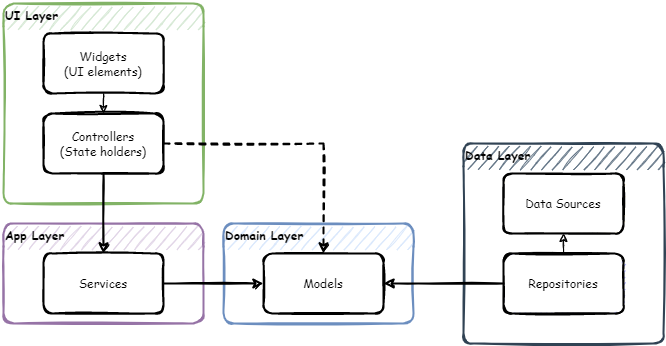 UI Layer
Widgets
(UI elements)
Controllers
(State holders)
Data Layer
Data Sources
App Layer
Domain Layer
Services
Models
Repositories